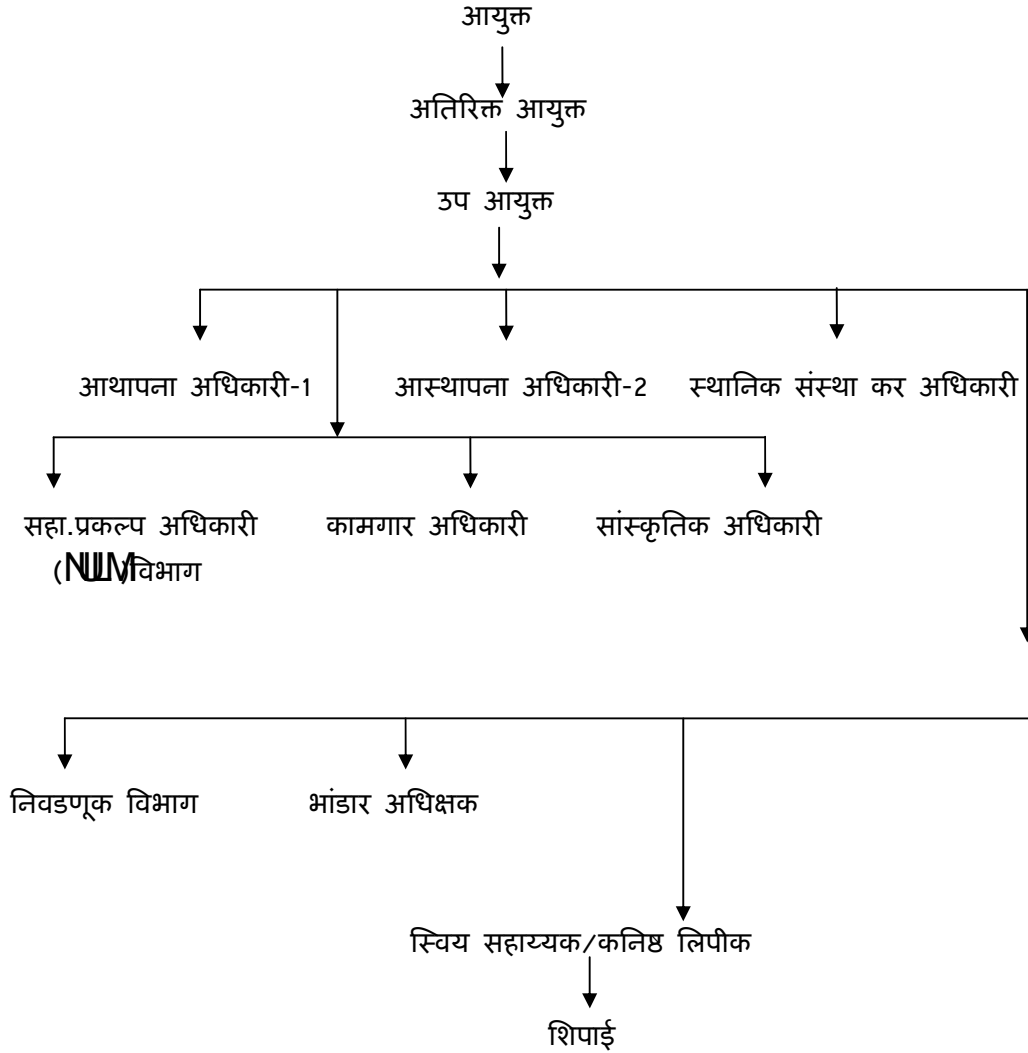 आयुक्त
अतिरिक्त आयुक्त
उप आयुक्त
आथापना अधिकारी-1 आस्थापना अधिकारी-2 स्थानिक संस्था कर अधिकारी
सहा.प्रकल्प अधिकारी कामगार अधिकारी सांस्कृतिक अधिकारी
(NULM)विभाग
निवडणूक विभाग भांडार अधिक्षक
स्विय सहाय्यक/कनिष्ठ लिपीक
शिपाई